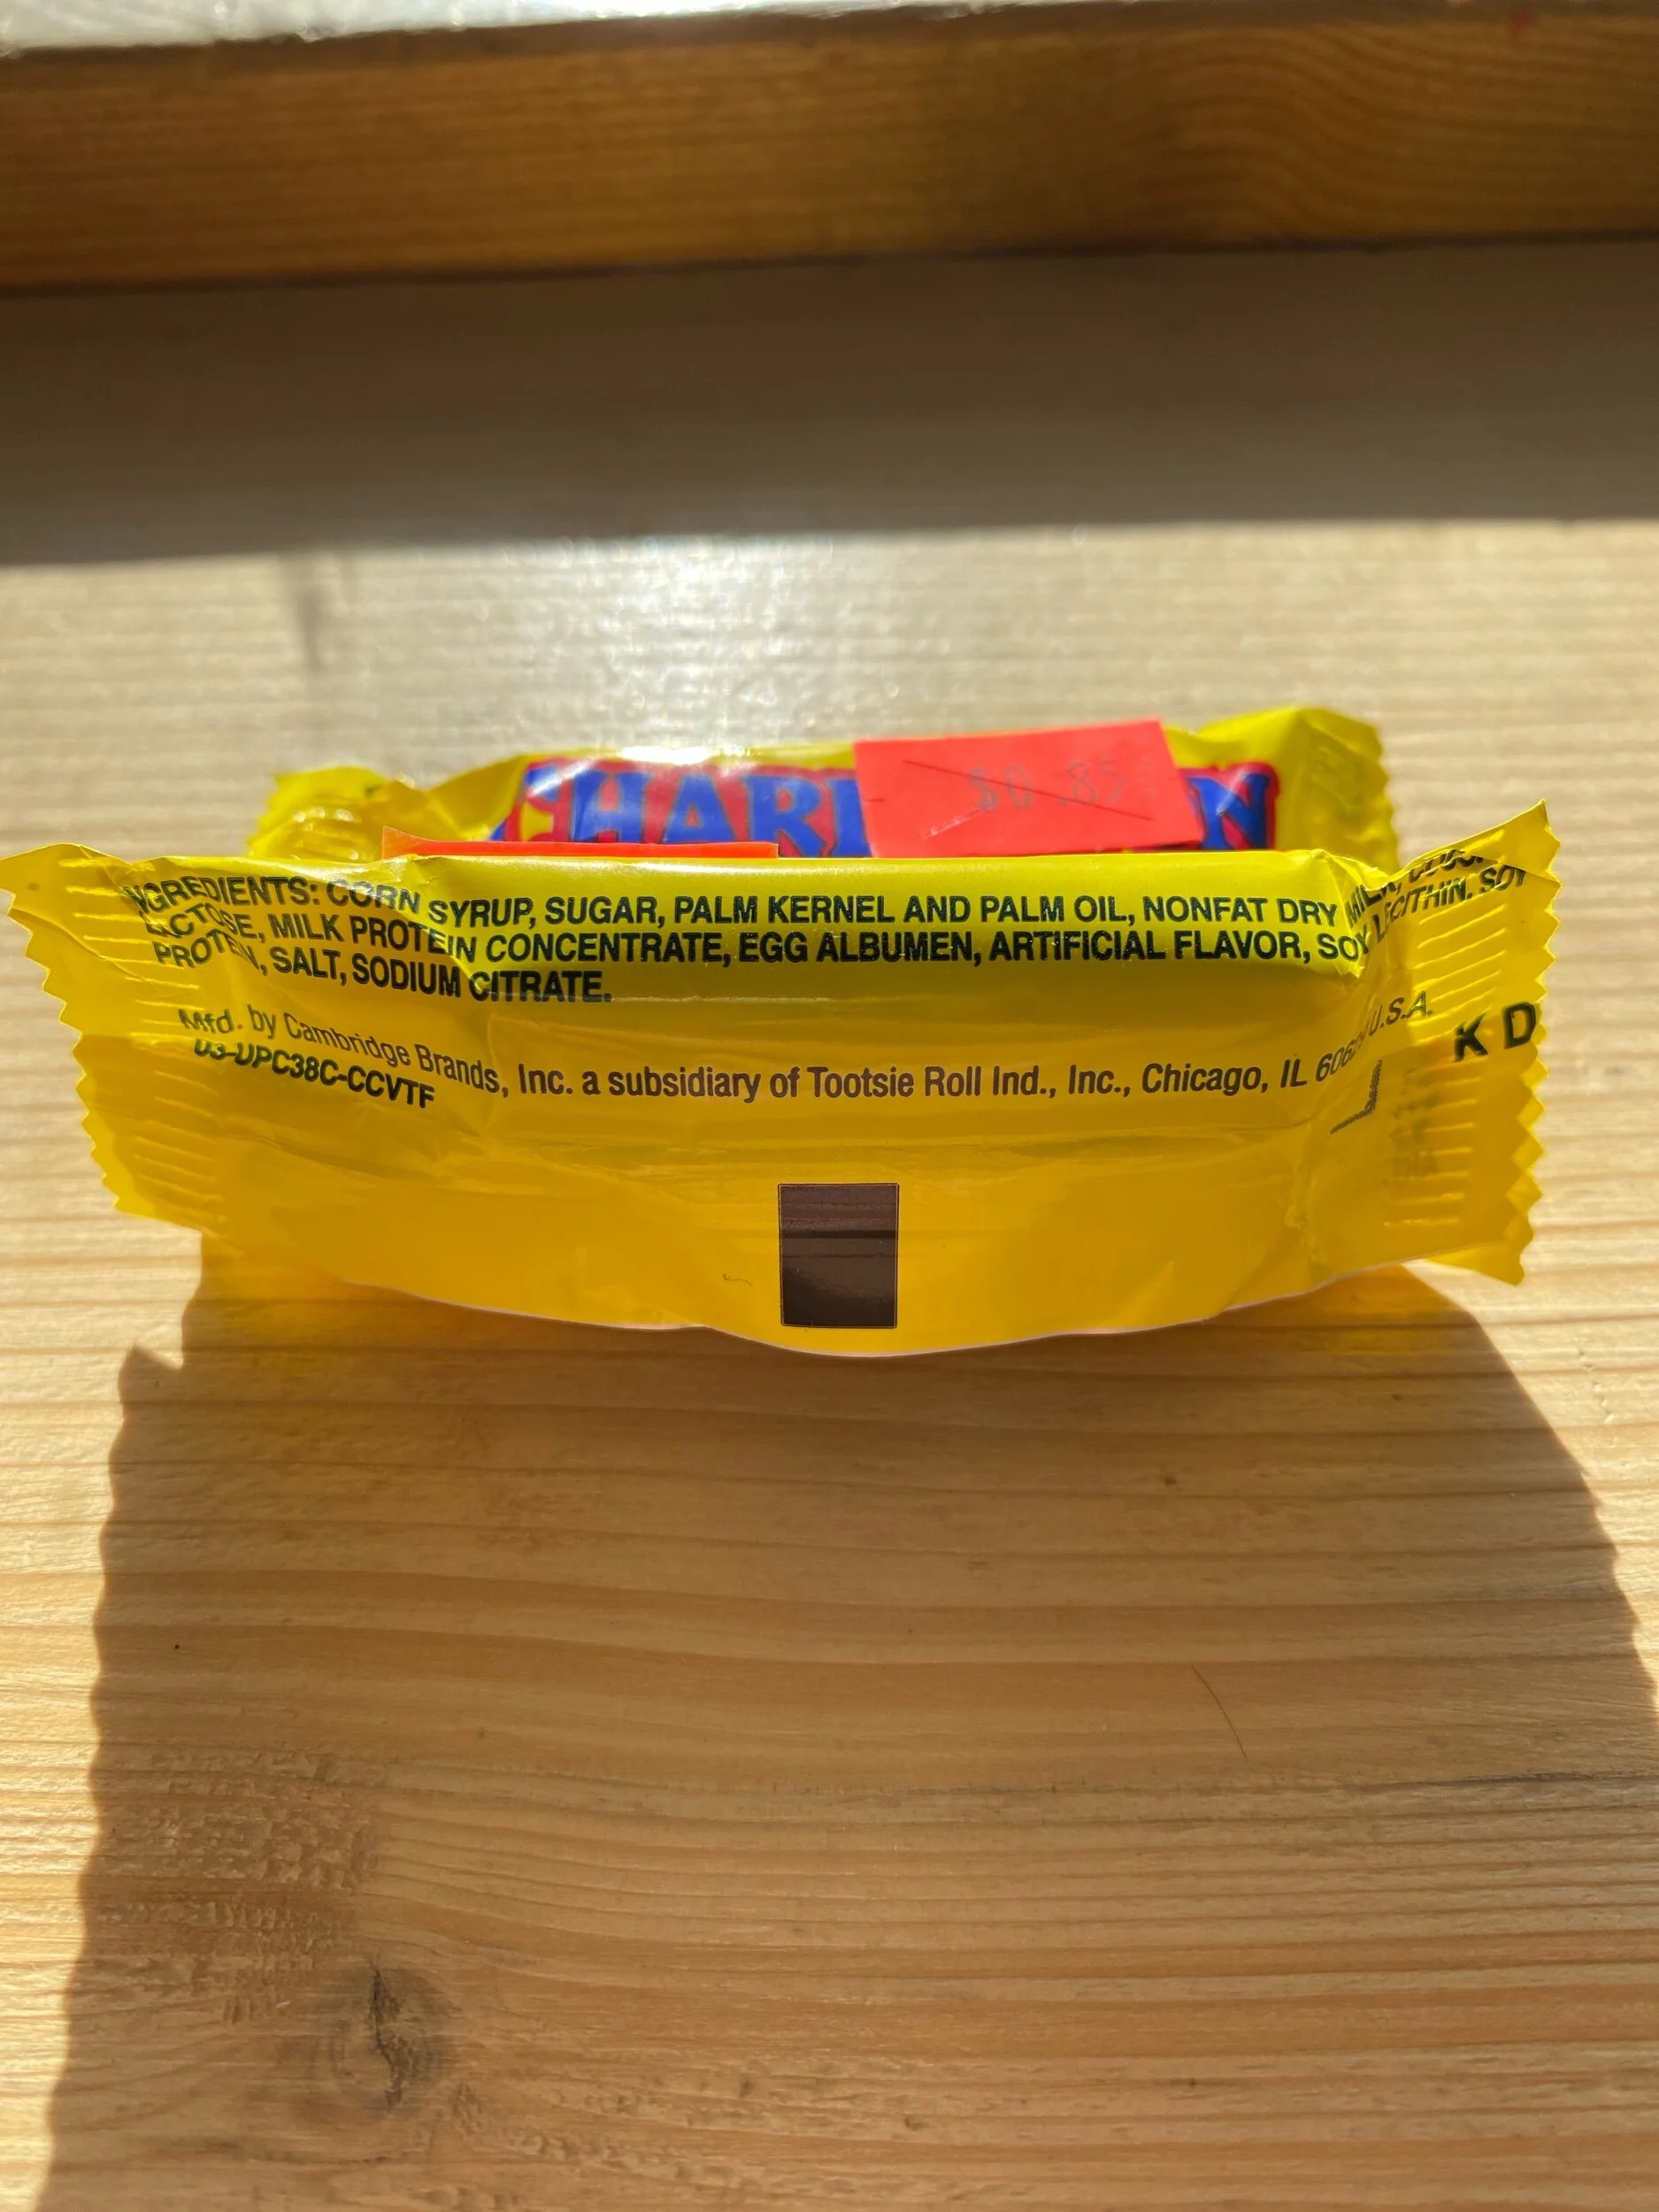 CHAR N
$0.85
INGREDIENTS: CORN SYRUP, SUGAR, PALM KERNEL AND PALM OIL, NONFAT DRY MILK,
LACTOSE, MILK PROTEIN CONCENTRATE, EGG ALBUMEN, ARTIFICIAL FLAVOR, SOY LECITHIN, SOY
PROTEIN, SALT, SODIUM CITRATE.
Mfd. by Cambridge Brands, Inc. a subsidiary of Tootsie Roll Ind., Inc., Chicago, IL U.S.A.
03-UPC38C-CCVTF
K D